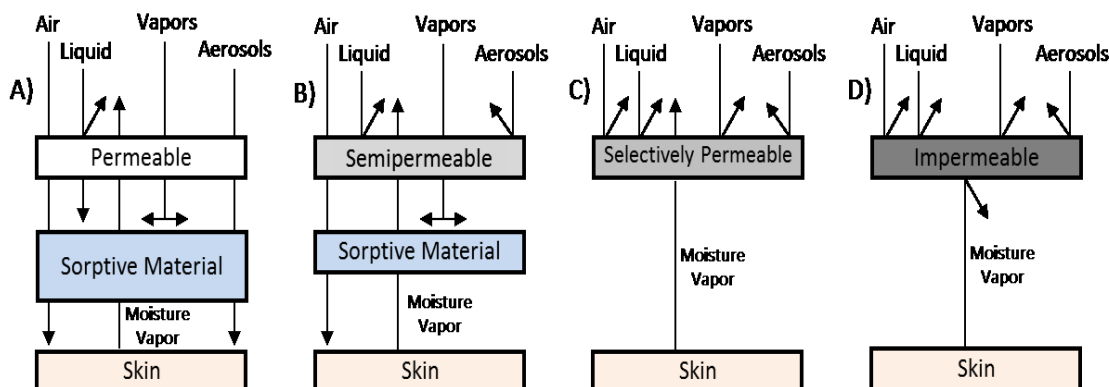 Air
Vapors
Liquid
Aerosols
A)
Permeable
Sorptive Material
Moisture
Vapor
Skin
Air
Vapors
Liquid
Aerosols
B)
Semipermeable
Sorptive Material
Moisture
Vapor
Skin
Air
Vapors
Liquid
Aerosols
C)
Selectively Permeable
Moisture
Vapor
Skin
Air
Vapors
Liquid
Aerosols
D)
Impermeable
Moisture
Vapor
Skin